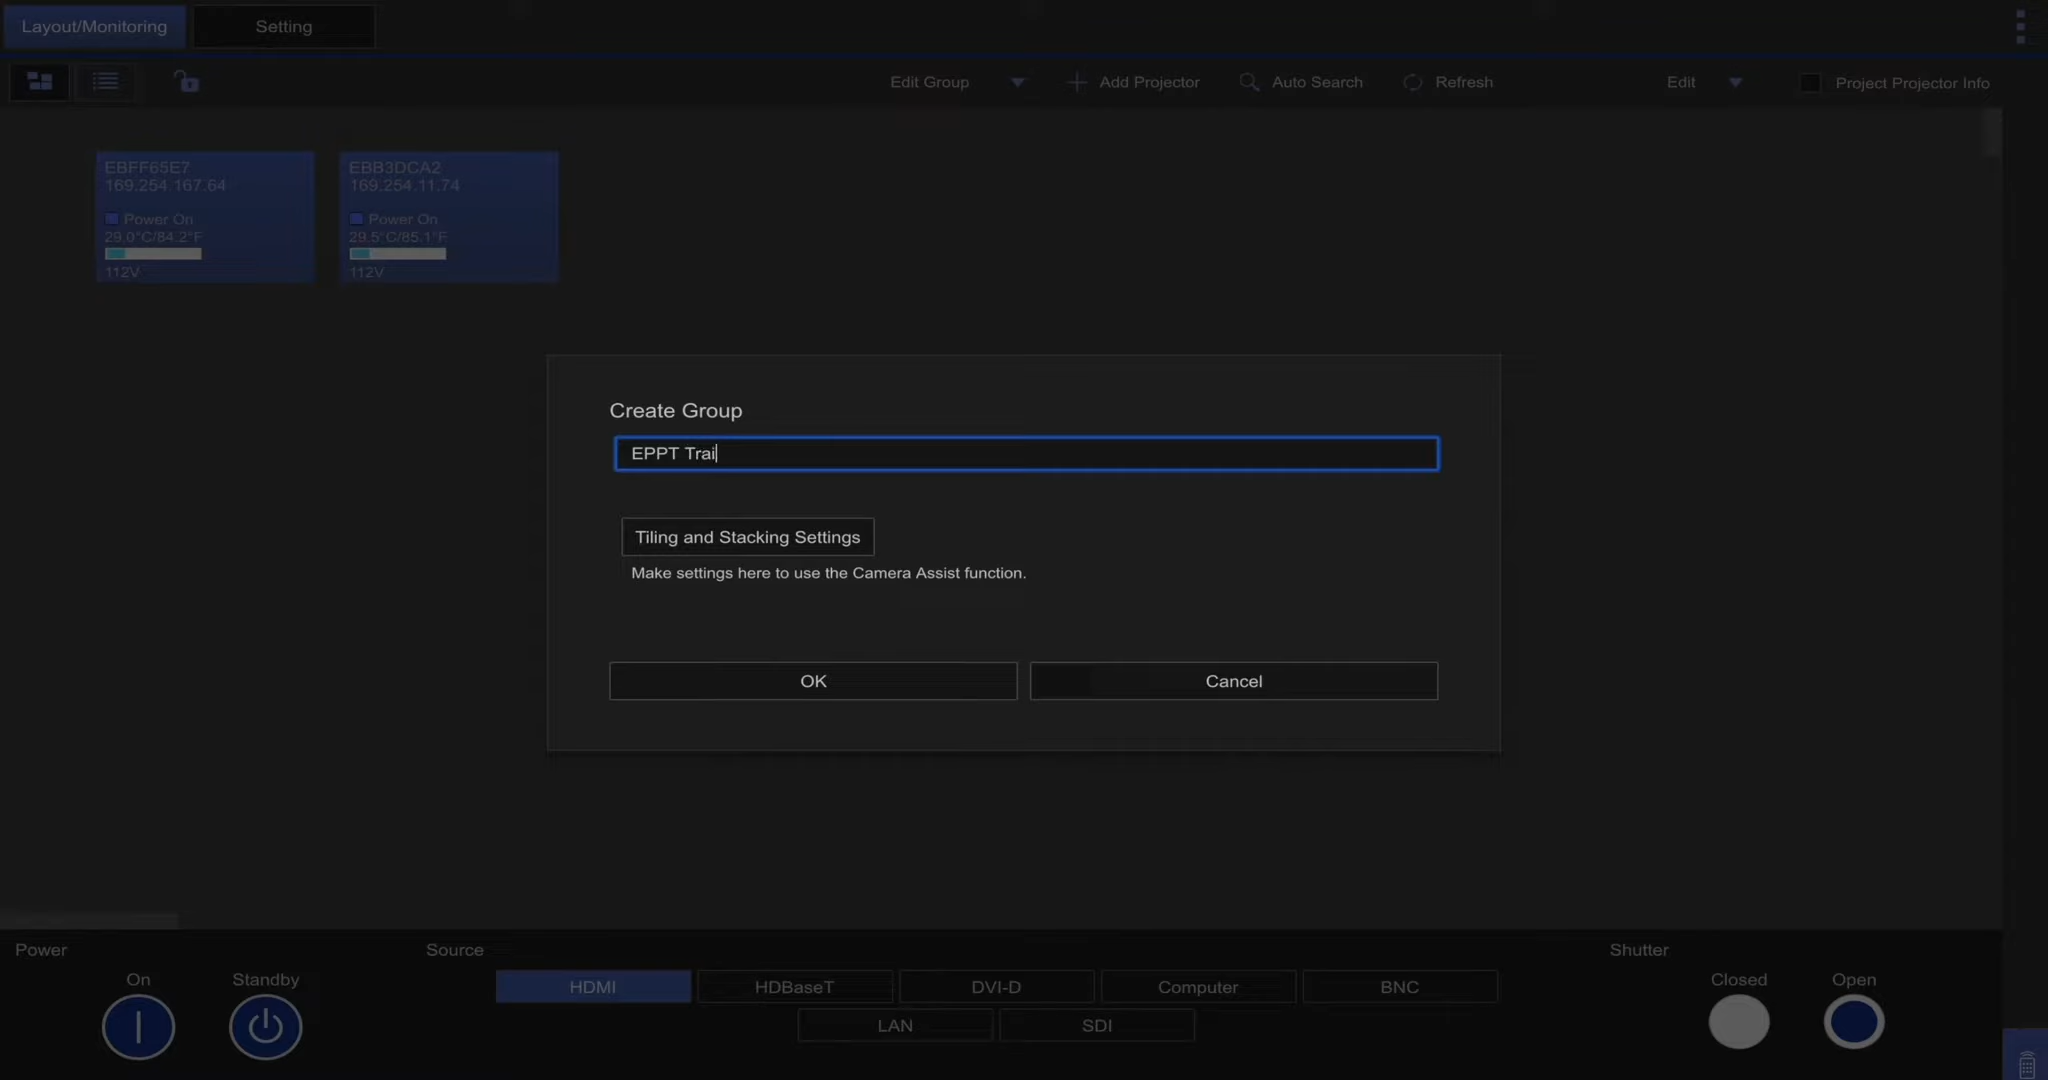 Layout/Monitoring
Setting
Edit Group
Add Projector
Auto Search
Refresh
Edit
Project Projector Info
EBFF65E7
169.254.167.64
Power On
29.0°C/84.2°F
112V
EBB3DCA2
169.254.11.74
Power On
29.5°C/85.1°F
112V
Create Group
EPPT Trai
Tiling and Stacking Settings
Make settings here to use the Camera Assist function.
OK
Cancel
Power
On
Standby
Source
HDMI
HDBaseT
DVI-D
Computer
BNC
LAN
SDI
Shutter
Closed
Open